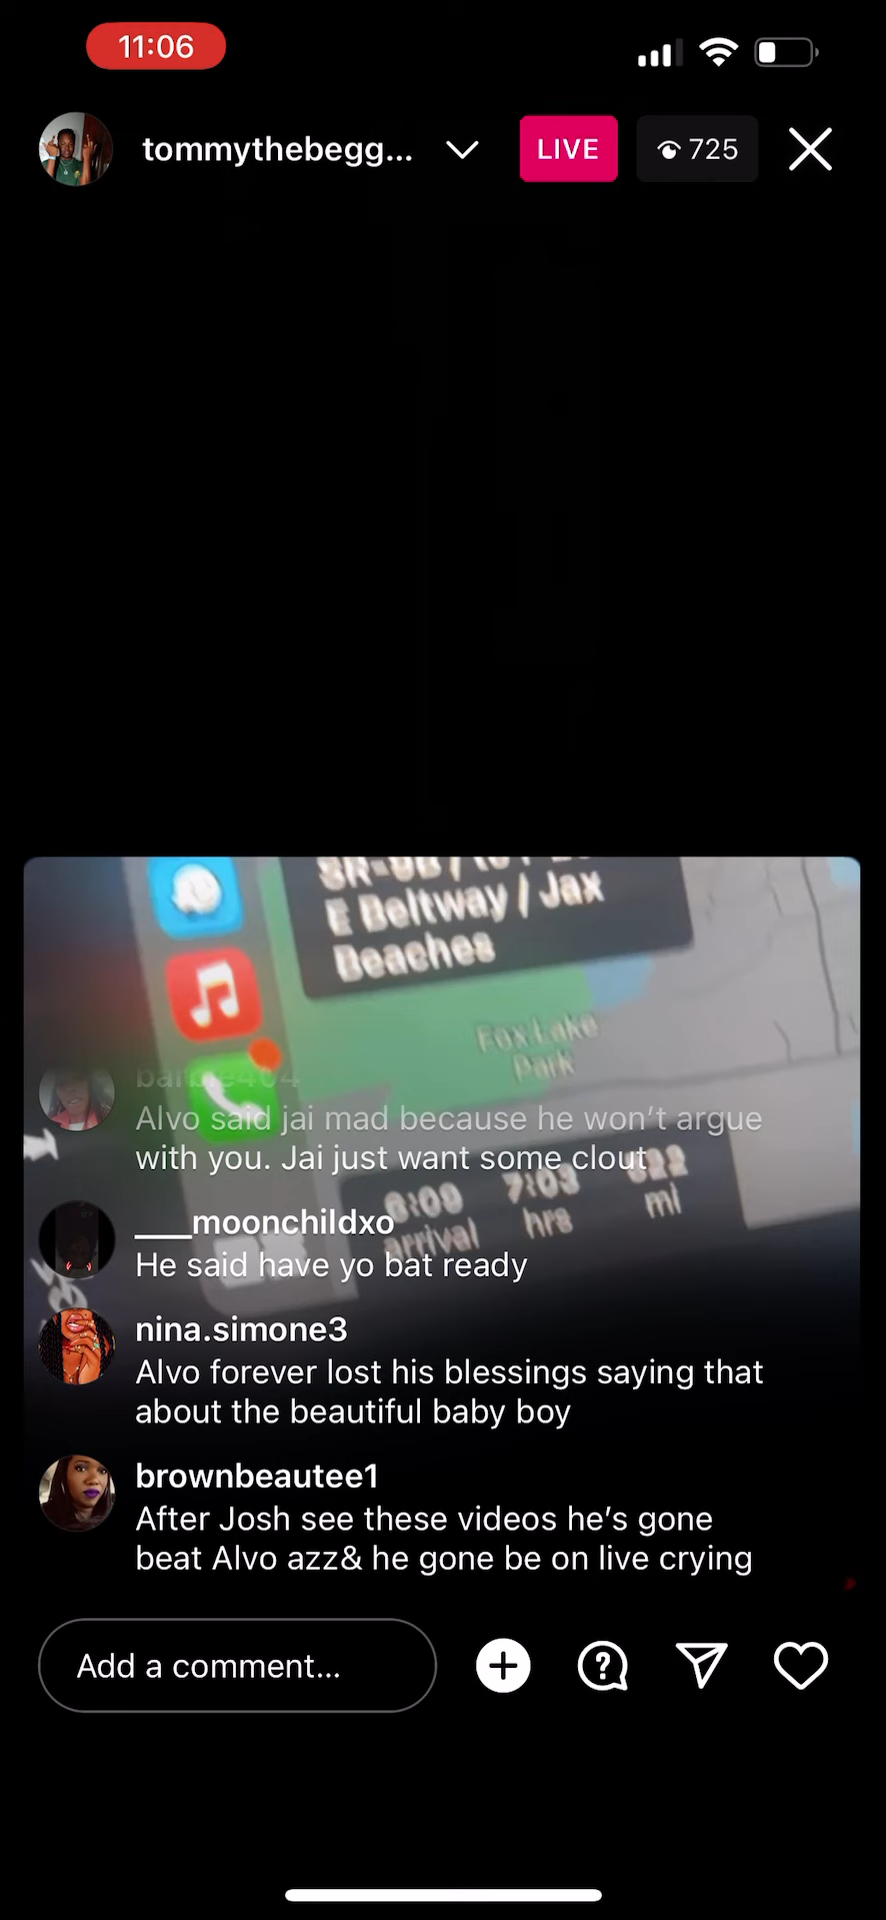 11:06
tommythebegg...
LIVE
725
E Beltway / Jax
Beaches
Fox Lake
Park
Alvo said jai mad because he won't argue
with you. Jai just want some clout
7:03
arrival hrs mi
___moonchildxo
He said have yo bat ready
nina.simone3
Alvo forever lost his blessings saying that
about the beautiful baby boy
brownbeautee1
After Josh see these videos he's gone
beat Alvo azz& he gone be on live crying
Add a comment...